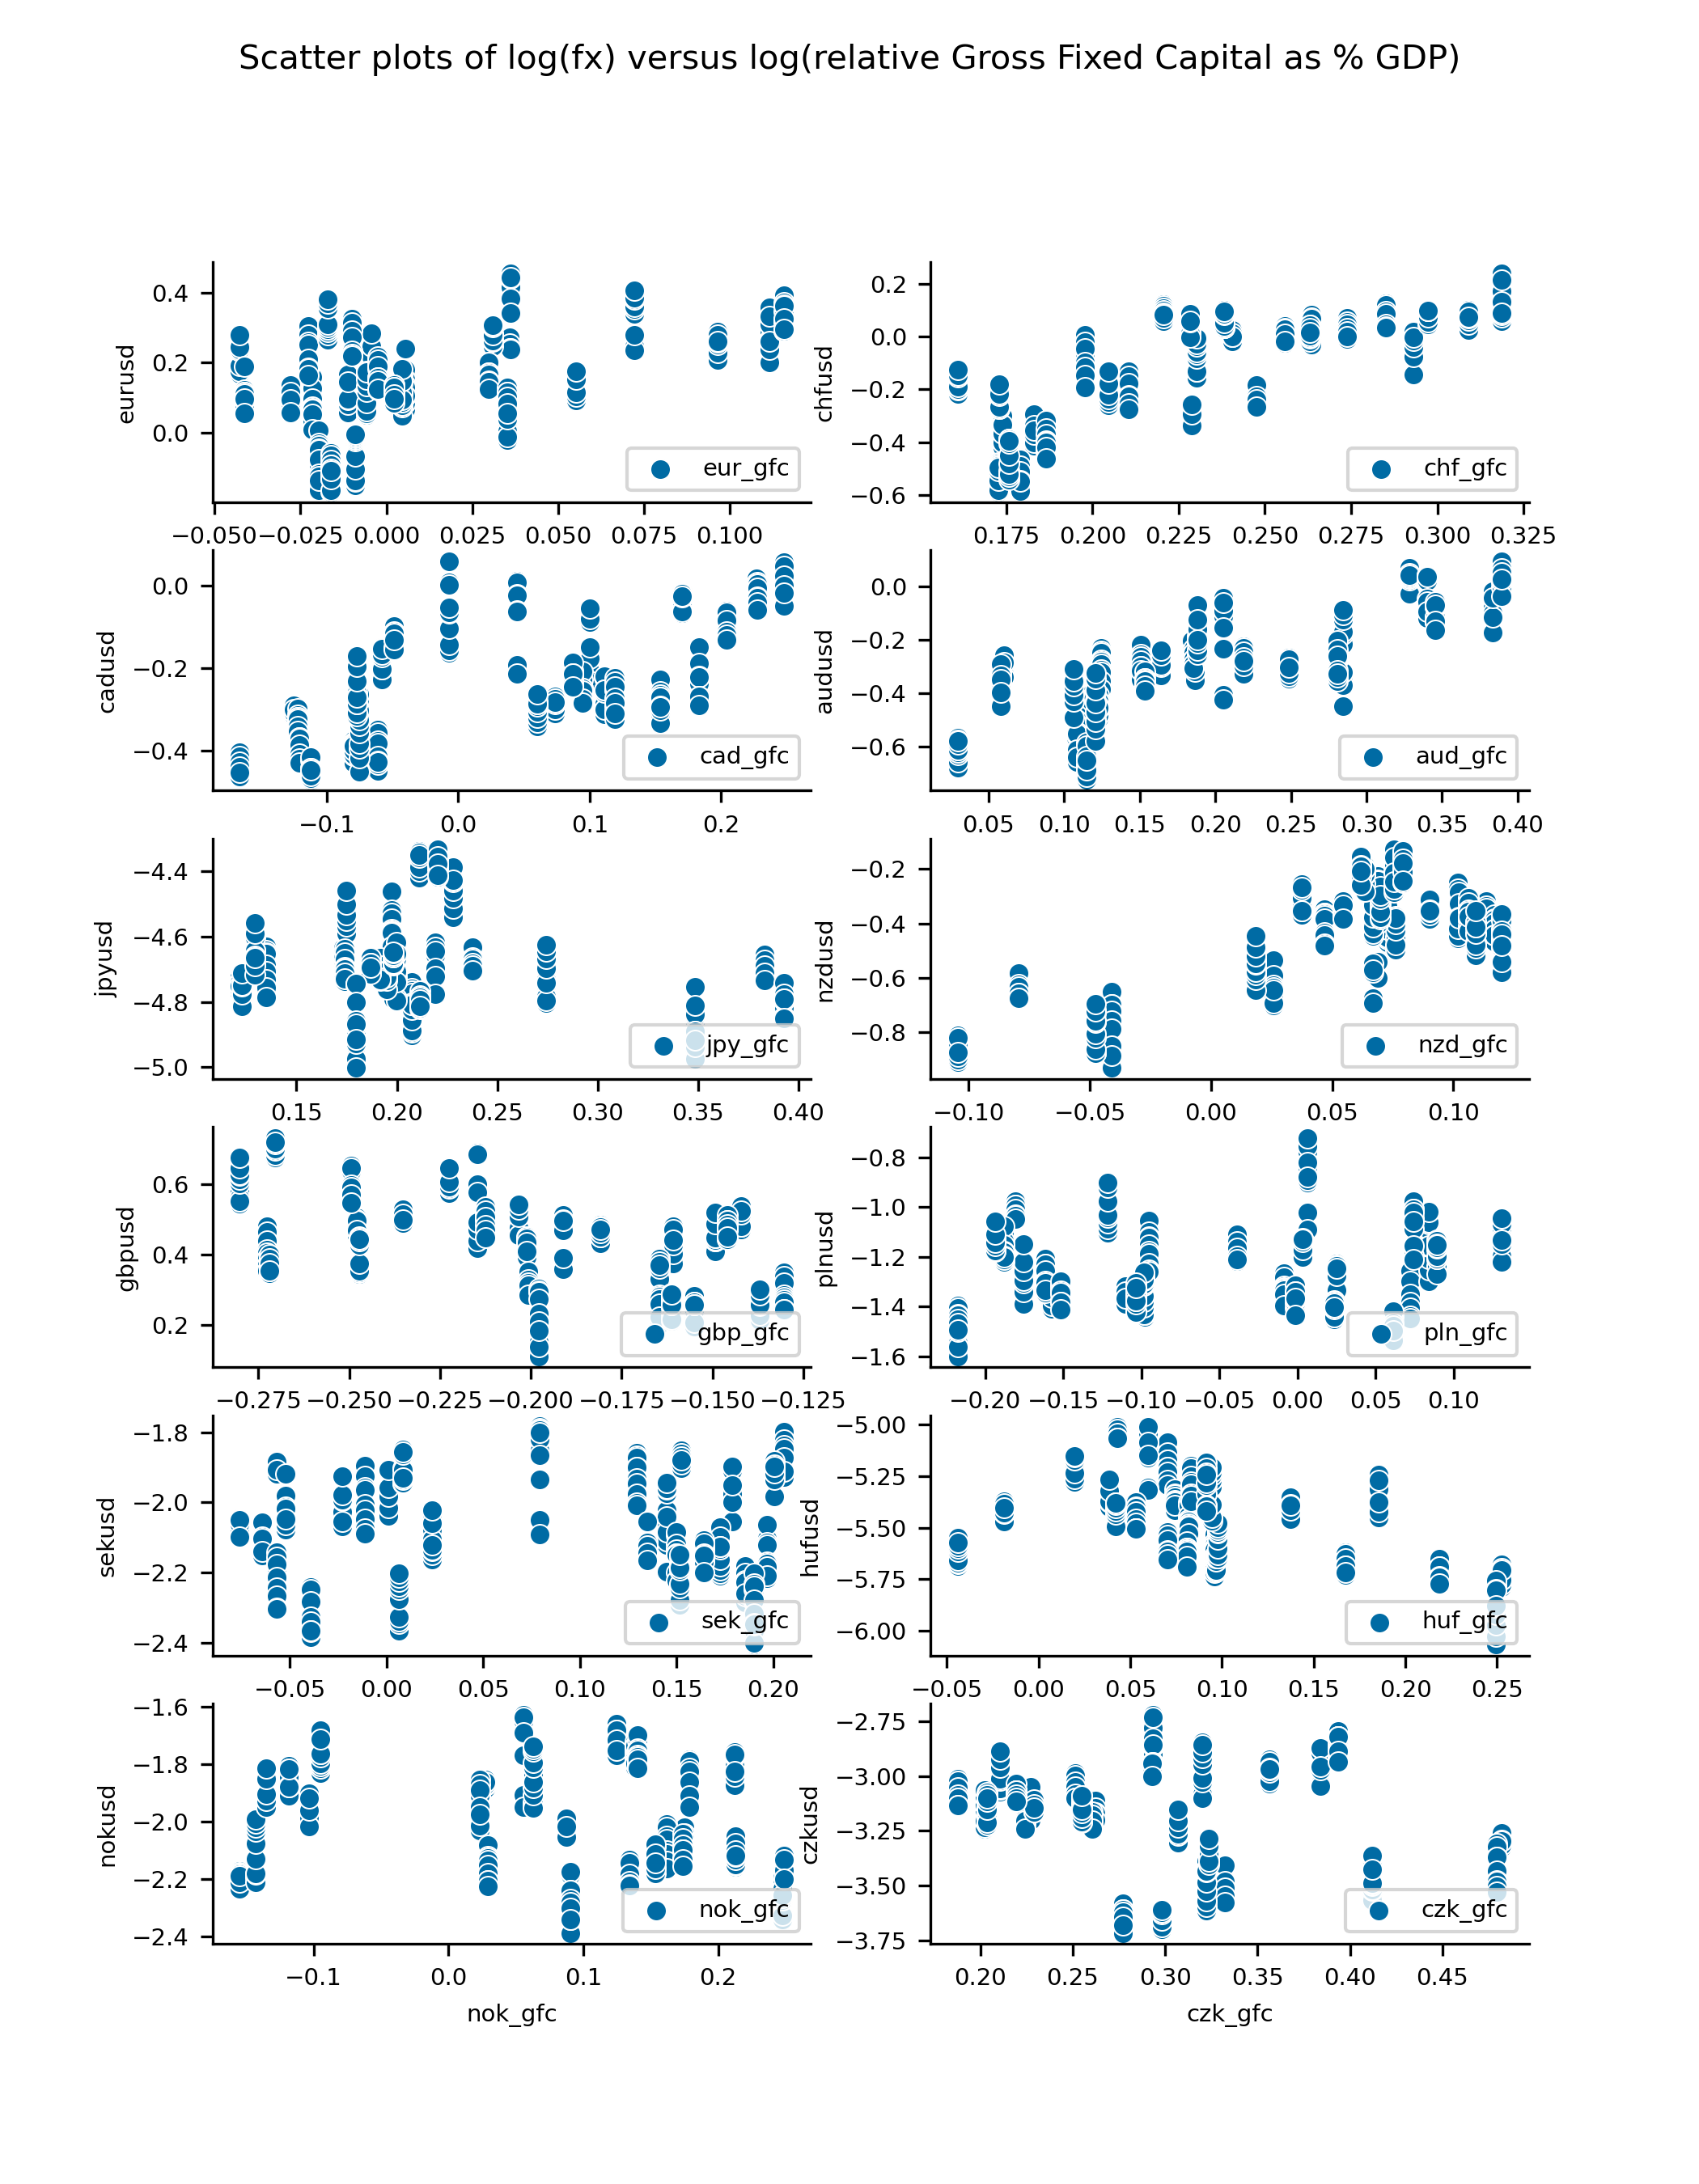 Scatter plots of log(fx) versus log(relative Gross Fixed Capital as % GDP)
eurusd
0.4
0.2
0.0
eur_gfc
−0.050 −0.025 0.000 0.025 0.050 0.075 0.100
chfusd
0.2
0.0
−0.2
−0.4
−0.6
chf_gfc
0.175 0.200 0.225 0.250 0.275 0.300 0.325
cadusd
0.0
−0.2
−0.4
cad_gfc
−0.1 0.0 0.1 0.2
audusd
0.0
−0.2
−0.4
−0.6
aud_gfc
0.05 0.10 0.15 0.20 0.25 0.30 0.35 0.40
jpyusd
−4.4
−4.6
−4.8
−5.0
jpy_gfc
0.15 0.20 0.25 0.30 0.35 0.40
nzdusd
−0.2
−0.4
−0.6
−0.8
nzd_gfc
−0.10 −0.05 0.00 0.05 0.10
gbpusd
0.6
0.4
0.2
gbp_gfc
−0.275 −0.250 −0.225 −0.200 −0.175 −0.150 −0.125
plnusd
−0.8
−1.0
−1.2
−1.4
−1.6
pln_gfc
−0.20 −0.15 −0.10 −0.05 0.00 0.05 0.10
sekusd
−1.8
−2.0
−2.2
−2.4
sek_gfc
−0.05 0.00 0.05 0.10 0.15 0.20
hufusd
−5.00
−5.25
−5.50
−5.75
−6.00
huf_gfc
−0.05 0.00 0.05 0.10 0.15 0.20 0.25
nokusd
−1.6
−1.8
−2.0
−2.2
−2.4
nok_gfc
−0.1 0.0 0.1 0.2
nok_gfc
czkusd
−2.75
−3.00
−3.25
−3.50
−3.75
czk_gfc
0.20 0.25 0.30 0.35 0.40 0.45
czk_gfc